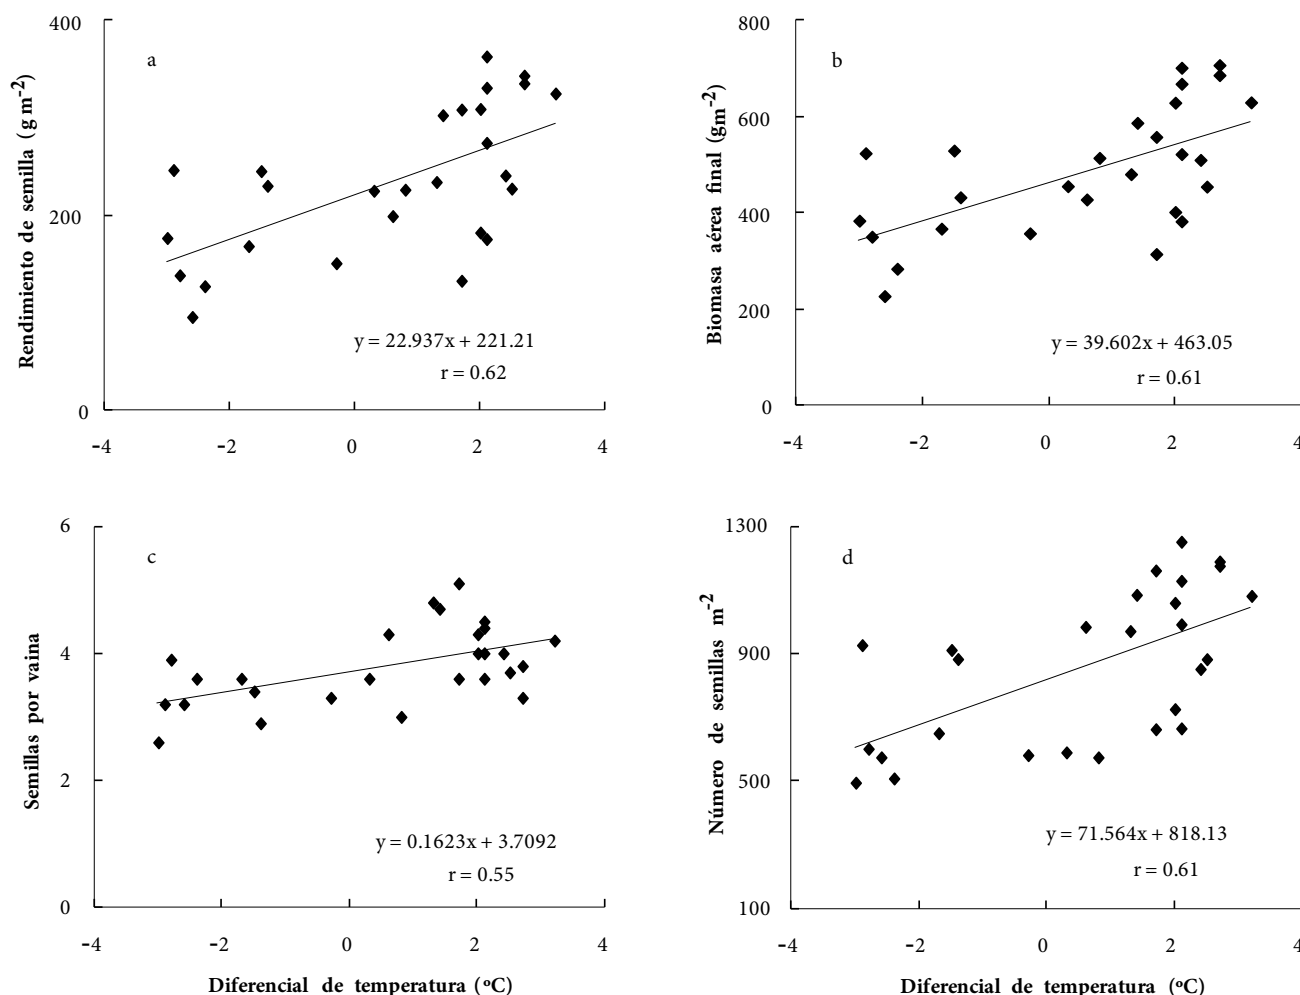 400
200
0
-4
-2
0
2
4
a
Rendimiento de semilla (g m⁻²)
y = 22.937x + 221.21
r = 0.62
800
600
400
200
0
-4
-2
0
2
4
b
Biomasa aérea final (gm⁻²)
y = 39.602x + 463.05
r = 0.61
6
4
2
0
-4
-2
0
2
4
c
Semillas por vaina
y = 0.1623x + 3.7092
r = 0.55
Diferencial de temperatura (ºC)
1300
900
500
100
-4
-2
0
2
4
d
Número de semillas m⁻²
y = 71.564x + 818.13
r = 0.61
Diferencial de temperatura (ºC)